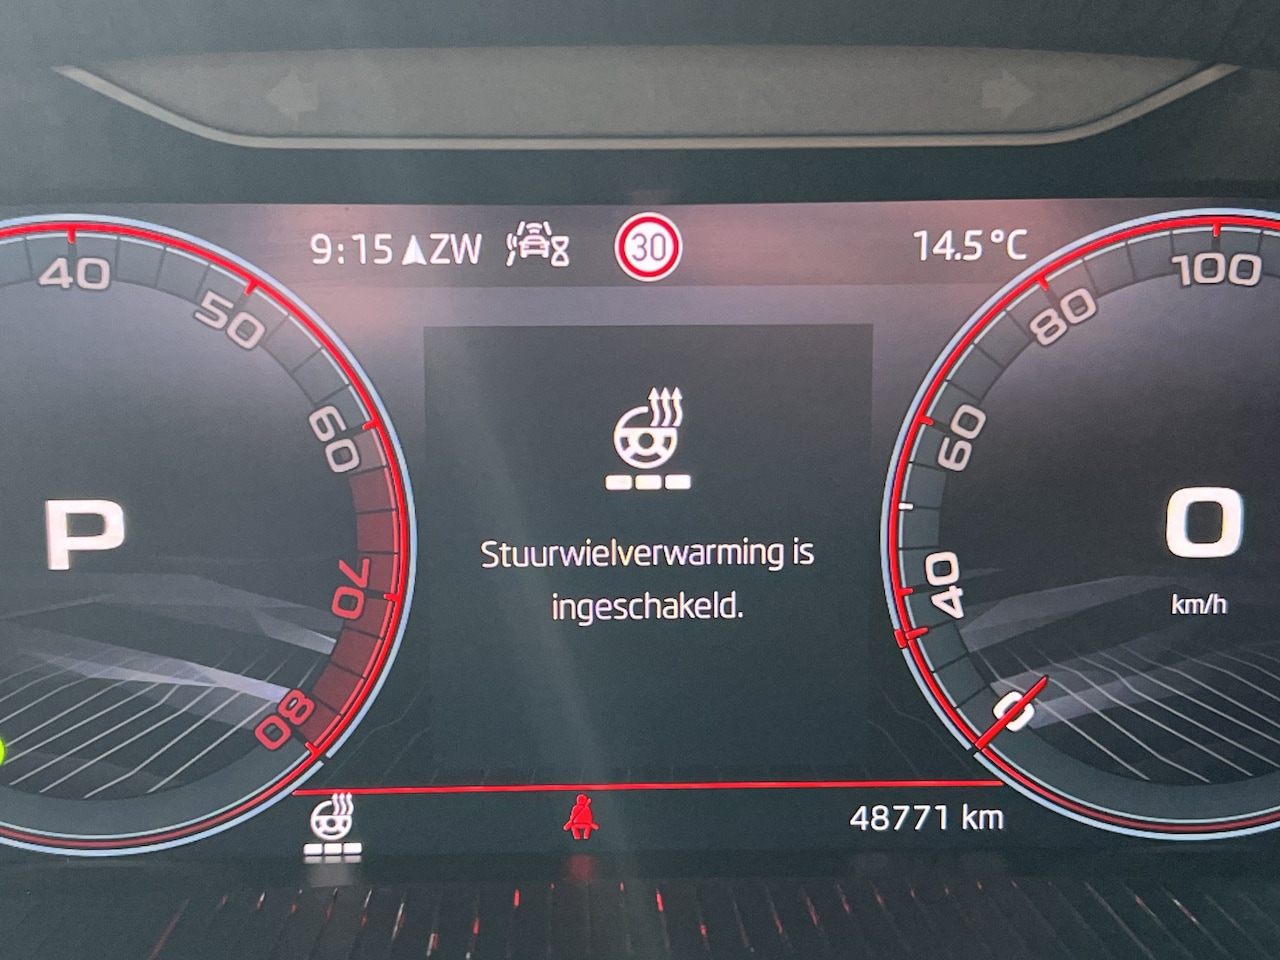 9:15 ZW
30
14.5°C
40
50
60
70
80
P
Stuurwielverwarming is
ingeschakeld.
100
80
60
40
0
0
km/h
48771 km